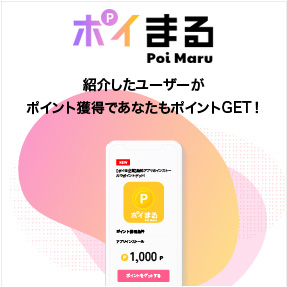 ポイまる
Poi Maru
紹介したユーザーが
ポイント獲得であなたもポイントGET!
NEW
P
ポイまる
POI MARU
ポイント獲得条件
アプリインストール
P 1,000 P
ポイントをゲットする